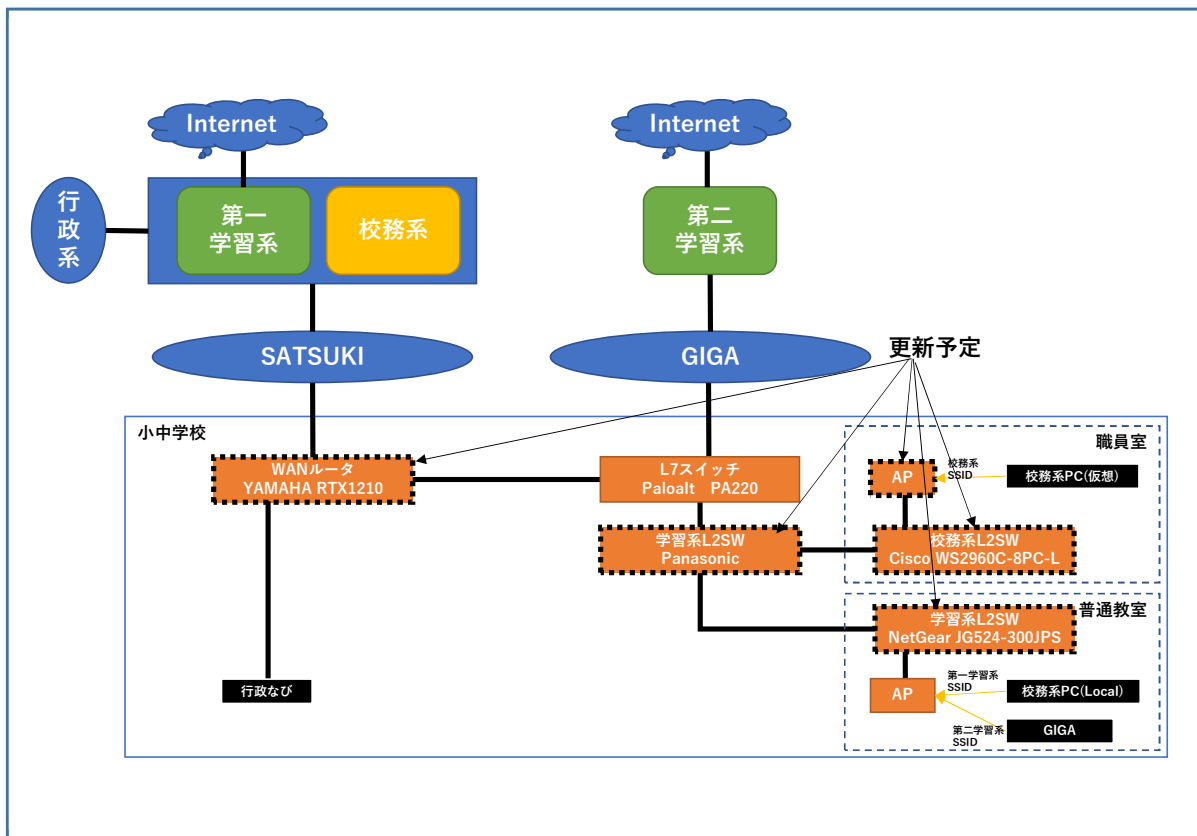 Internet
Internet
行
政
系
第一
学習系
校務系
第二
学習系
SATSUKI
GIGA
更新予定
小中学校
職員室
WANルータ
YAMAHA RTX1210
L7スイッチ
Paloalt　PA220
AP
校務系
SSID
校務系PC(仮想)
学習系L2SW
Panasonic
校務系L2SW
Cisco WS2960C-8PC-L
普通教室
学習系L2SW
NetGear JG524-300JPS
行政なび
AP
第一学習系
SSID
校務系PC(Local)
第二学習系
SSID
GIGA